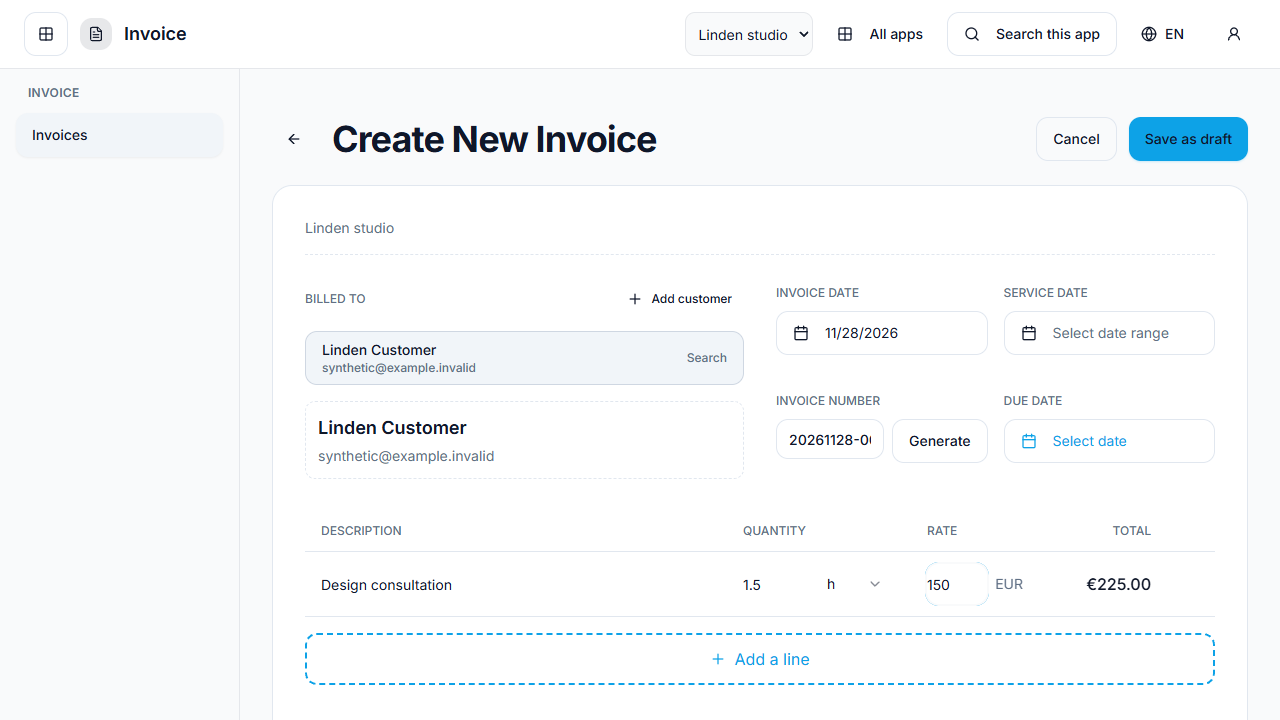 Invoice
Linden studio
All apps
Search this app
EN
INVOICE
Invoices
Create New Invoice
Cancel
Save as draft
Linden studio
BILLED TO
Add customer
Linden Customer
synthetic@example.invalid
Search
Linden Customer
synthetic@example.invalid
INVOICE DATE
11/28/2026
SERVICE DATE
Select date range
INVOICE NUMBER
20261128-0
Generate
DUE DATE
Select date
DESCRIPTION QUANTITY RATE TOTAL
Design consultation 1.5 h 150 EUR €225.00
Add a line